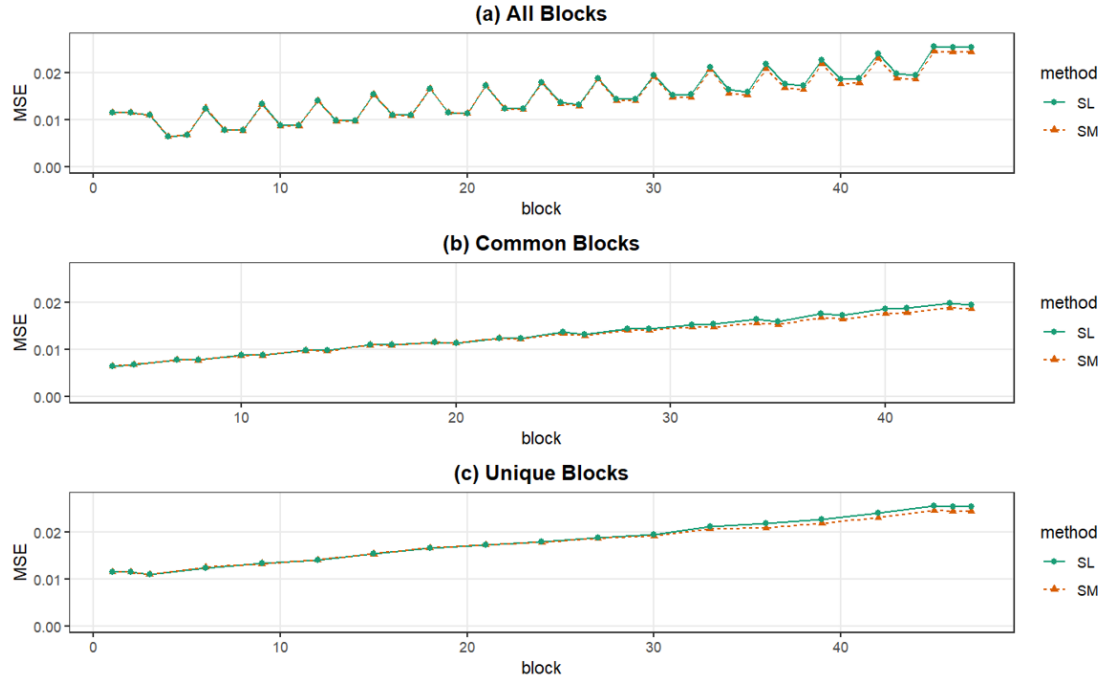 (a) All Blocks
0.02
0.01
0.00
MSE
0 10 20 30 40
block
method
SL
SM
(b) Common Blocks
0.02
0.01
0.00
MSE
10 20 30 40
block
method
SL
SM
(c) Unique Blocks
0.02
0.01
0.00
MSE
0 10 20 30 40
block
method
SL
SM